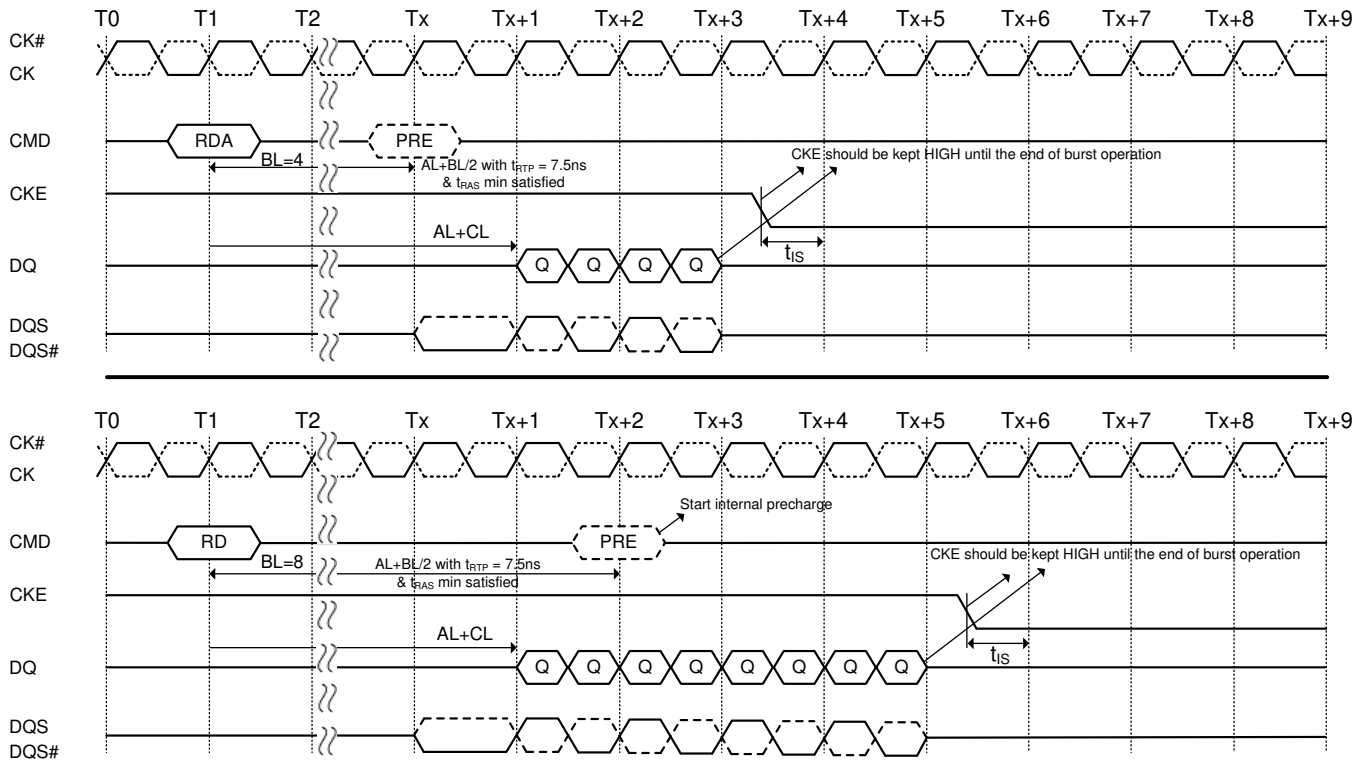 T0 T1 T2 Tx Tx+1 Tx+2 Tx+3 Tx+4 Tx+5 Tx+6 Tx+7 Tx+8 Tx+9
CK#
CK
CMD RDA PRE
BL=4 AL+BL/2 with tRTP = 7.5ns
& tRAS min satisfied
CKE should be kept HIGH until the end of burst operation
CKE
AL+CL
tIS
DQ Q Q Q Q
DQS
DQS#
T0 T1 T2 Tx Tx+1 Tx+2 Tx+3 Tx+4 Tx+5 Tx+6 Tx+7 Tx+8 Tx+9
CK#
CK
Start internal precharge
CMD RD PRE
CKE should be kept HIGH until the end of burst operation
BL=8 AL+BL/2 with tRTP = 7.5ns
& tRAS min satisfied
CKE
AL+CL
tIS
DQ Q Q Q Q Q Q Q Q
DQS
DQS#